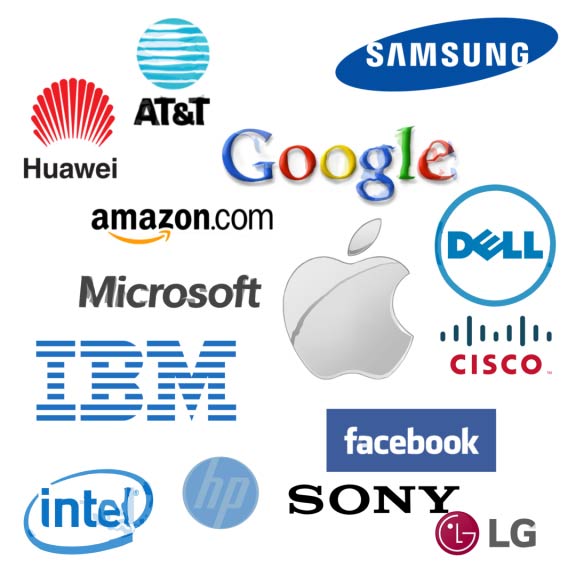 SAMSUNG
AT&T
Huawei
Google
amazon.com
DELL
Microsoft
CISCO
IBM
facebook
intel
hp
SONY
LG